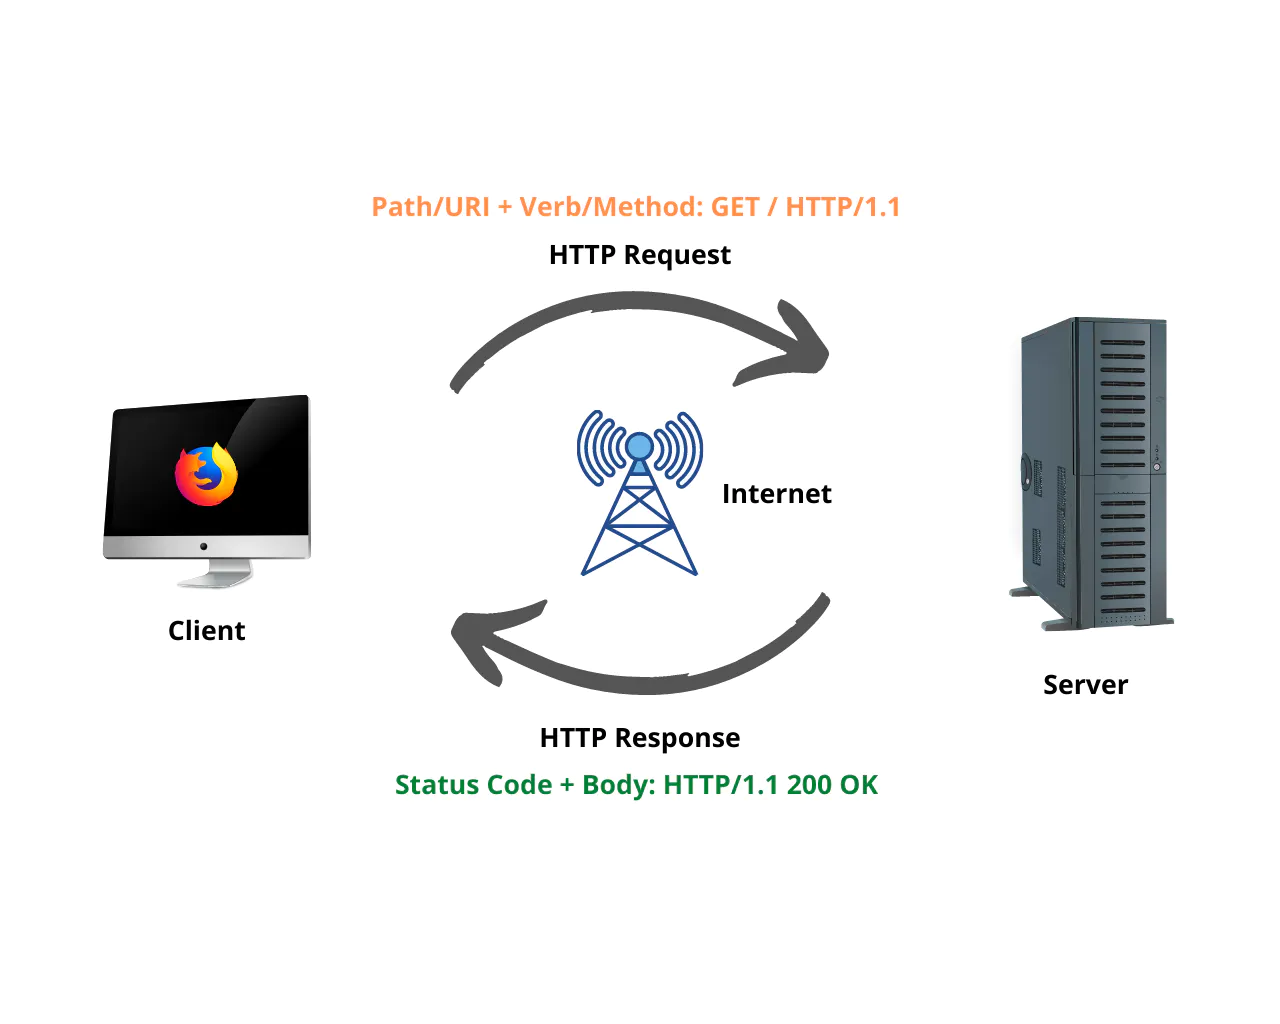 Path/URI + Verb/Method: GET / HTTP/1.1
HTTP Request
Internet
Client
Server
HTTP Response
Status Code + Body: HTTP/1.1 200 OK